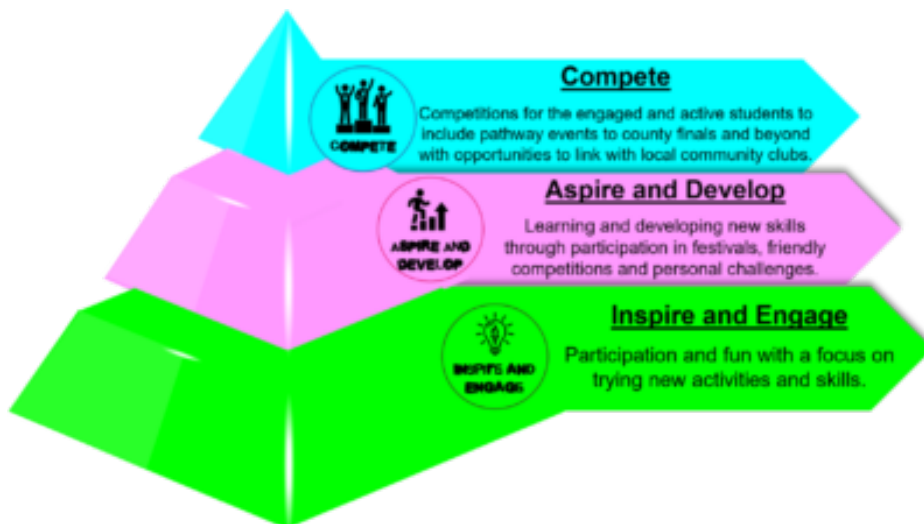 Compete
COMPETE
Competitions for the engaged and active students to
include pathway events to county finals and beyond
with opportunities to link with local community clubs.
Aspire and Develop
ASPIRE AND
DEVELOP
Learning and developing new skills
through participation in festivals, friendly
competitions and personal challenges.
Inspire and Engage
AND
ENGAGE
Participation and fun with a focus on
trying new activities and skills.